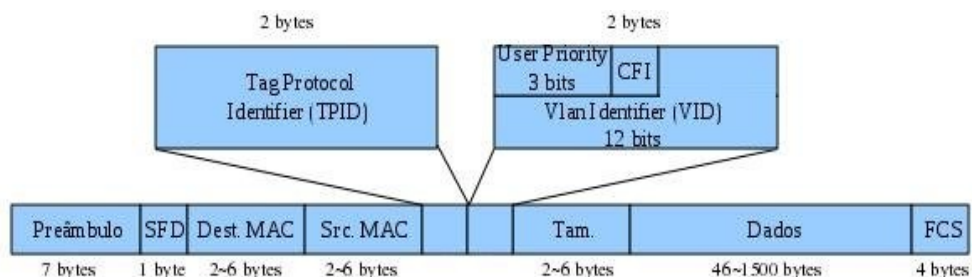 2 bytes
2 bytes
Tag Protocol
Identifier (TPID)
User Priority
3 bits
CFI
Vlan Identifier (VID)
12 bits
Preâmbulo
SFD
Dest. MAC
Src. MAC
Tam.
Dados
FCS
7 bytes
1 byte
2~6 bytes
2~6 bytes
2~6 bytes
46~1500 bytes
4 bytes